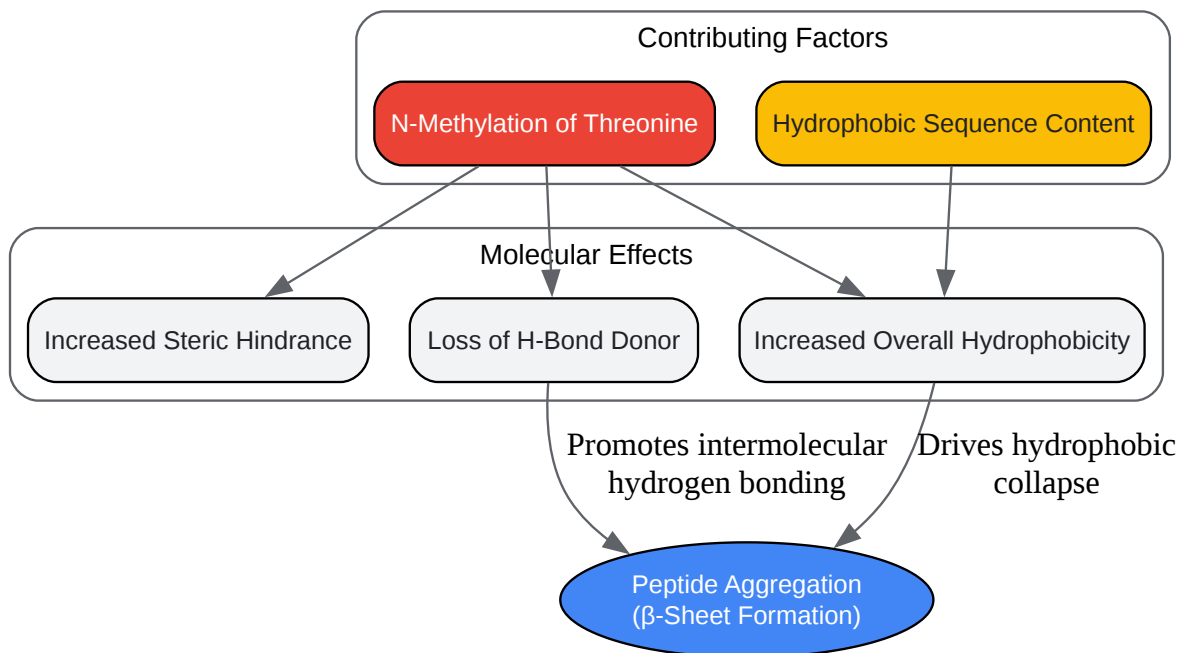 Contributing Factors
N-Methylation of Threonine
Hydrophobic Sequence Content
Molecular Effects
Increased Steric Hindrance
Loss of H-Bond Donor
Increased Overall Hydrophobicity
Promotes intermolecular
hydrogen bonding
Drives hydrophobic
collapse
Peptide Aggregation
(β-Sheet Formation)